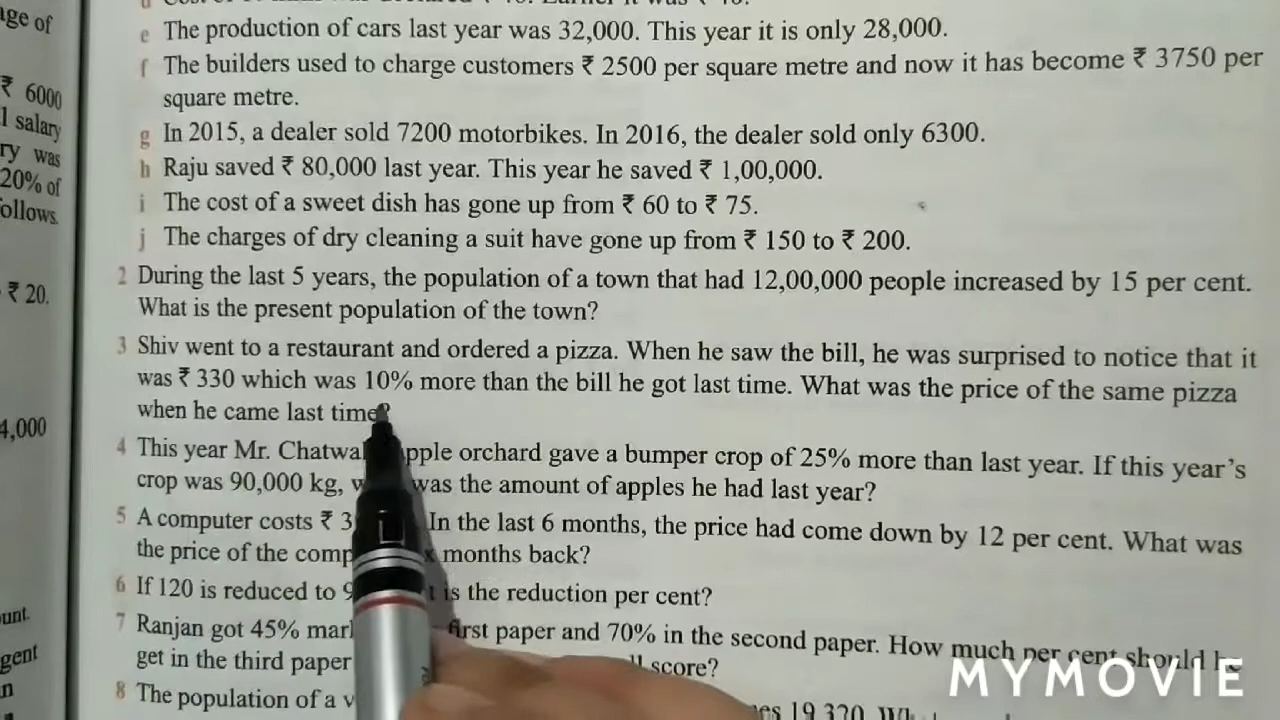 age of
₹ 6000
l salary
ry was
20% of
ollows.
₹ 20.
4,000
unt.
gent
n
e The production of cars last year was 32,000. This year it is only 28,000.
f The builders used to charge customers ₹ 2500 per square metre and now it has become ₹ 3750 per
square metre.
g In 2015, a dealer sold 7200 motorbikes. In 2016, the dealer sold only 6300.
h Raju saved ₹ 80,000 last year. This year he saved ₹ 1,00,000.
i The cost of a sweet dish has gone up from ₹ 60 to ₹ 75.
j The charges of dry cleaning a suit have gone up from ₹ 150 to ₹ 200.
2 During the last 5 years, the population of a town that had 12,00,000 people increased by 15 per cent.
What is the present population of the town?
3 Shiv went to a restaurant and ordered a pizza. When he saw the bill, he was surprised to notice that it
was ₹ 330 which was 10% more than the bill he got last time. What was the price of the same pizza
when he came last time?
4 This year Mr. Chatwal pple orchard gave a bumper crop of 25% more than last year. If this year's
crop was 90,000 kg, was the amount of apples he had last year?
5 A computer costs ₹ 3 In the last 6 months, the price had come down by 12 per cent. What was
the price of the comp months back?
6 If 120 is reduced to 9 is the reduction per cent?
7 Ranjan got 45% mar first paper and 70% in the second paper. How much per cent should he
get in the third paper score?
8 The population of a v es 19,320.
MYMOVIE